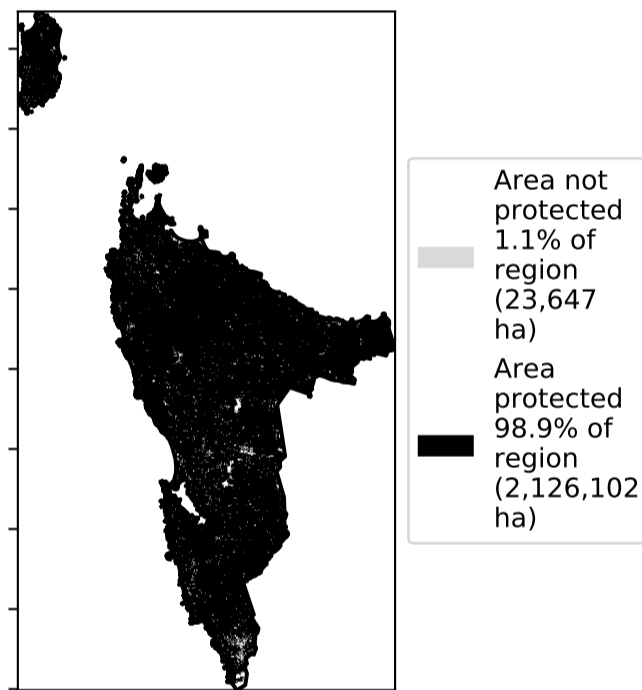 Area not
protected
1.1% of
region
(23,647
ha)
Area
protected
98.9% of
region
(2,126,102
ha)